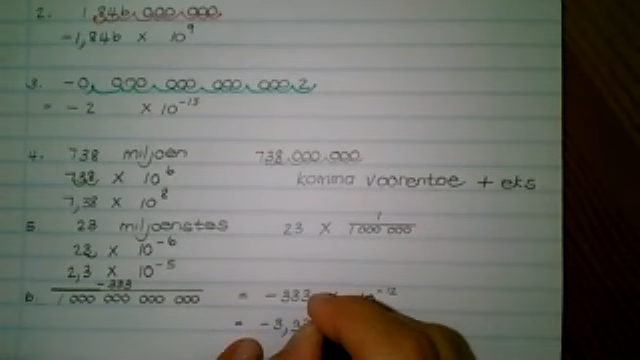 2. 1 846 000 000
= 1,846 × 10⁹
3. -0, 000 000 000 000 2
= -2 × 10⁻¹³
4. 738 miljoen 738 000 000
738 × 10⁶ komma vorentoe + eks
7,38 × 10⁸
5. 23 miljoenstes 23 × 1/1 000 000
23 × 10⁻⁶
2,3 × 10⁻⁵
6. -333/1 000 000 000 000 = -333 × 10⁻¹²
= -3,3